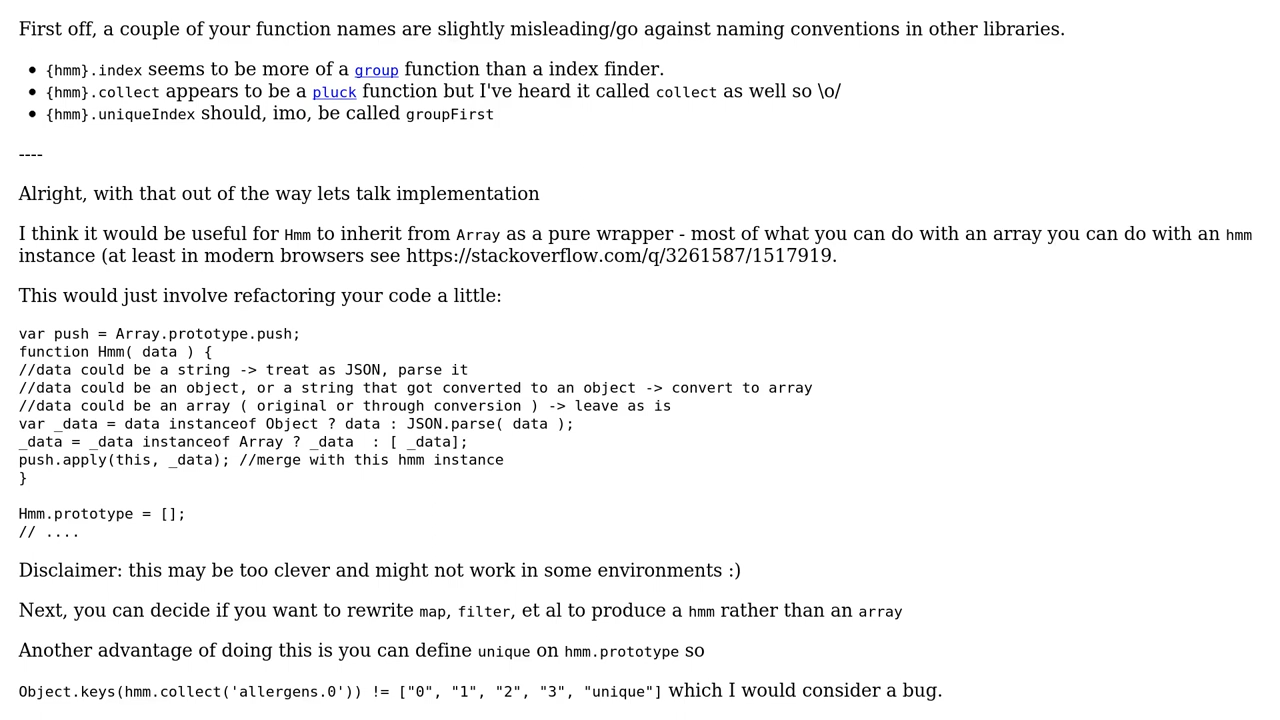 First off, a couple of your function names are slightly misleading/go against naming conventions in other libraries.
{hmm}.index seems to be more of a group function than a index finder.
{hmm}.collect appears to be a pluck function but I've heard it called collect as well so \o/
{hmm}.uniqueIndex should, imo, be called groupFirst
----
Alright, with that out of the way lets talk implementation
I think it would be useful for Hmm to inherit from Array as a pure wrapper - most of what you can do with an array you can do with an hmm
instance (at least in modern browsers see https://stackoverflow.com/q/3261587/1517919.
This would just involve refactoring your code a little:
var push = Array.prototype.push;
function Hmm( data ) {
//data could be a string -> treat as JSON, parse it
//data could be an object, or a string that got converted to an object -> convert to array
//data could be an array ( original or through conversion ) -> leave as is
var _data = data instanceof Object ? data : JSON.parse( data );
_data = _data instanceof Array ? _data  : [ _data];
push.apply(this, _data); //merge with this hmm instance
}
Hmm.prototype = [];
// ....
Disclaimer: this may be too clever and might not work in some environments :)
Next, you can decide if you want to rewrite map, filter, et al to produce a hmm rather than an array
Another advantage of doing this is you can define unique on hmm.prototype so
Object.keys(hmm.collect('allergens.0')) != ["0", "1", "2", "3", "unique"] which I would consider a bug.